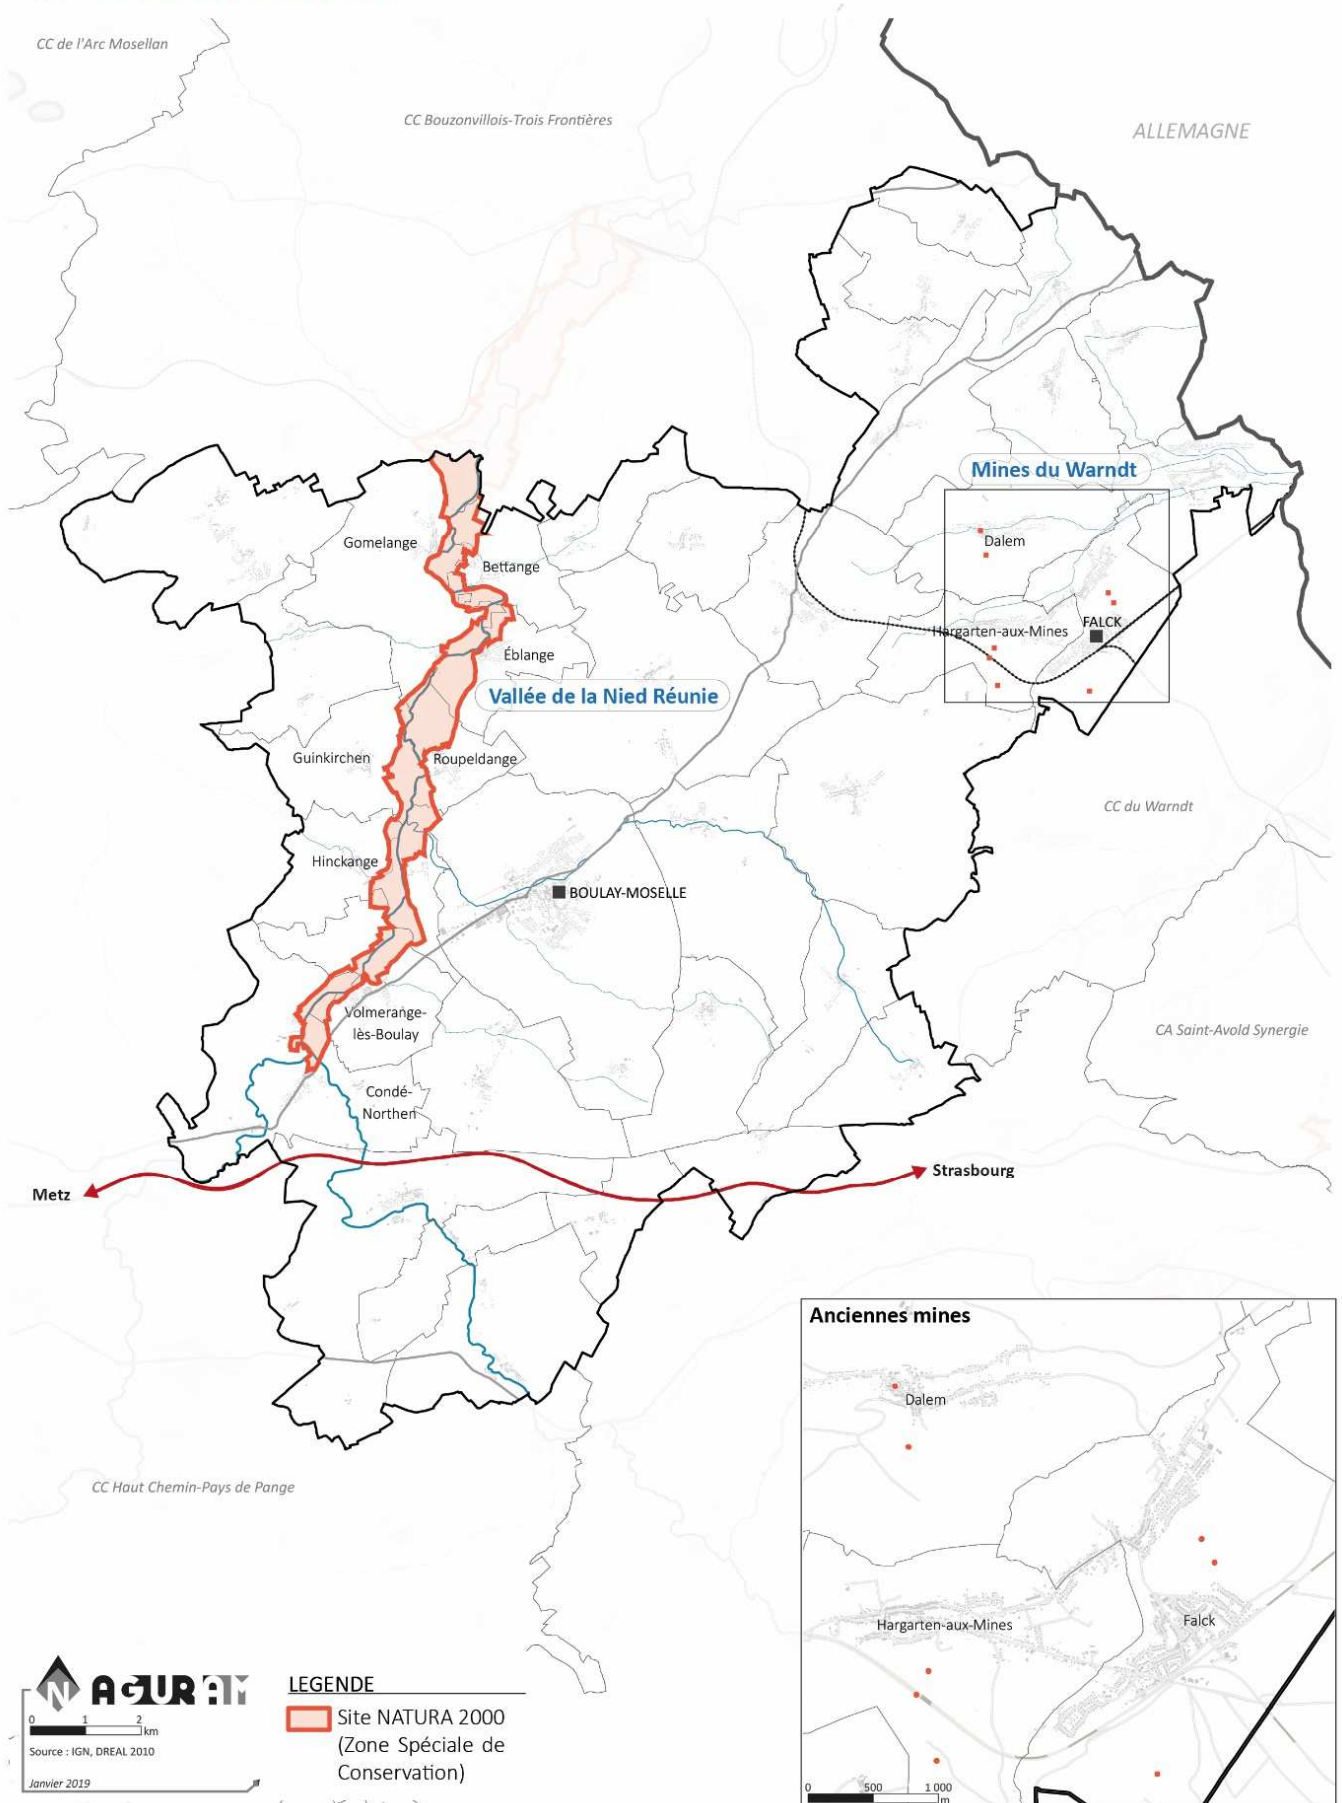 CC de l'Arc Mosellan
CC Bouzonvillois-Trois Frontières
ALLEMAGNE
Mines du Warndt
Gomelange
Dalem
Bettange
FALCK
Hargarten-aux-Mines
Éblange
Vallée de la Nied Réunie
Guinkirchen
Roupeldange
CC du Warndt
Hinckange
BOULAY-MOSELLE
Volmerange-
lès-Boulay
CA Saint-Avold Synergie
Condé-
Northen
Strasbourg
Metz
Anciennes mines
Dalem
CC Haut Chemin-Pays de Pange
Hargarten-aux-Mines
Falck
N AGURAM
0 1 2
km
Source : IGN, DREAL 2010
Janvier 2019
LEGENDE
Site NATURA 2000
(Zone Spéciale de
Conservation)
0 500 1 000
m